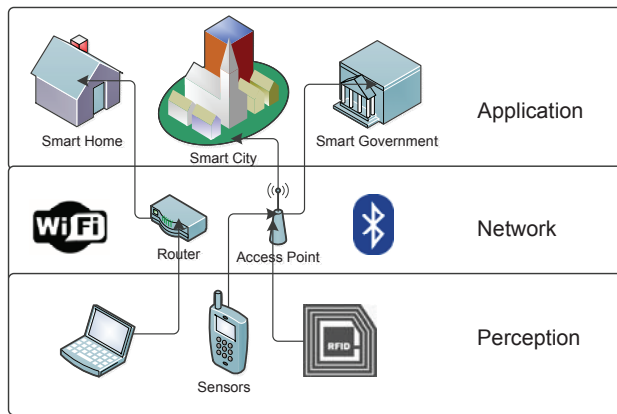 Smart Home
Smart City
Smart Government
Application
WiFi
Router
Access Point
Network
RFID
Sensors
Perception